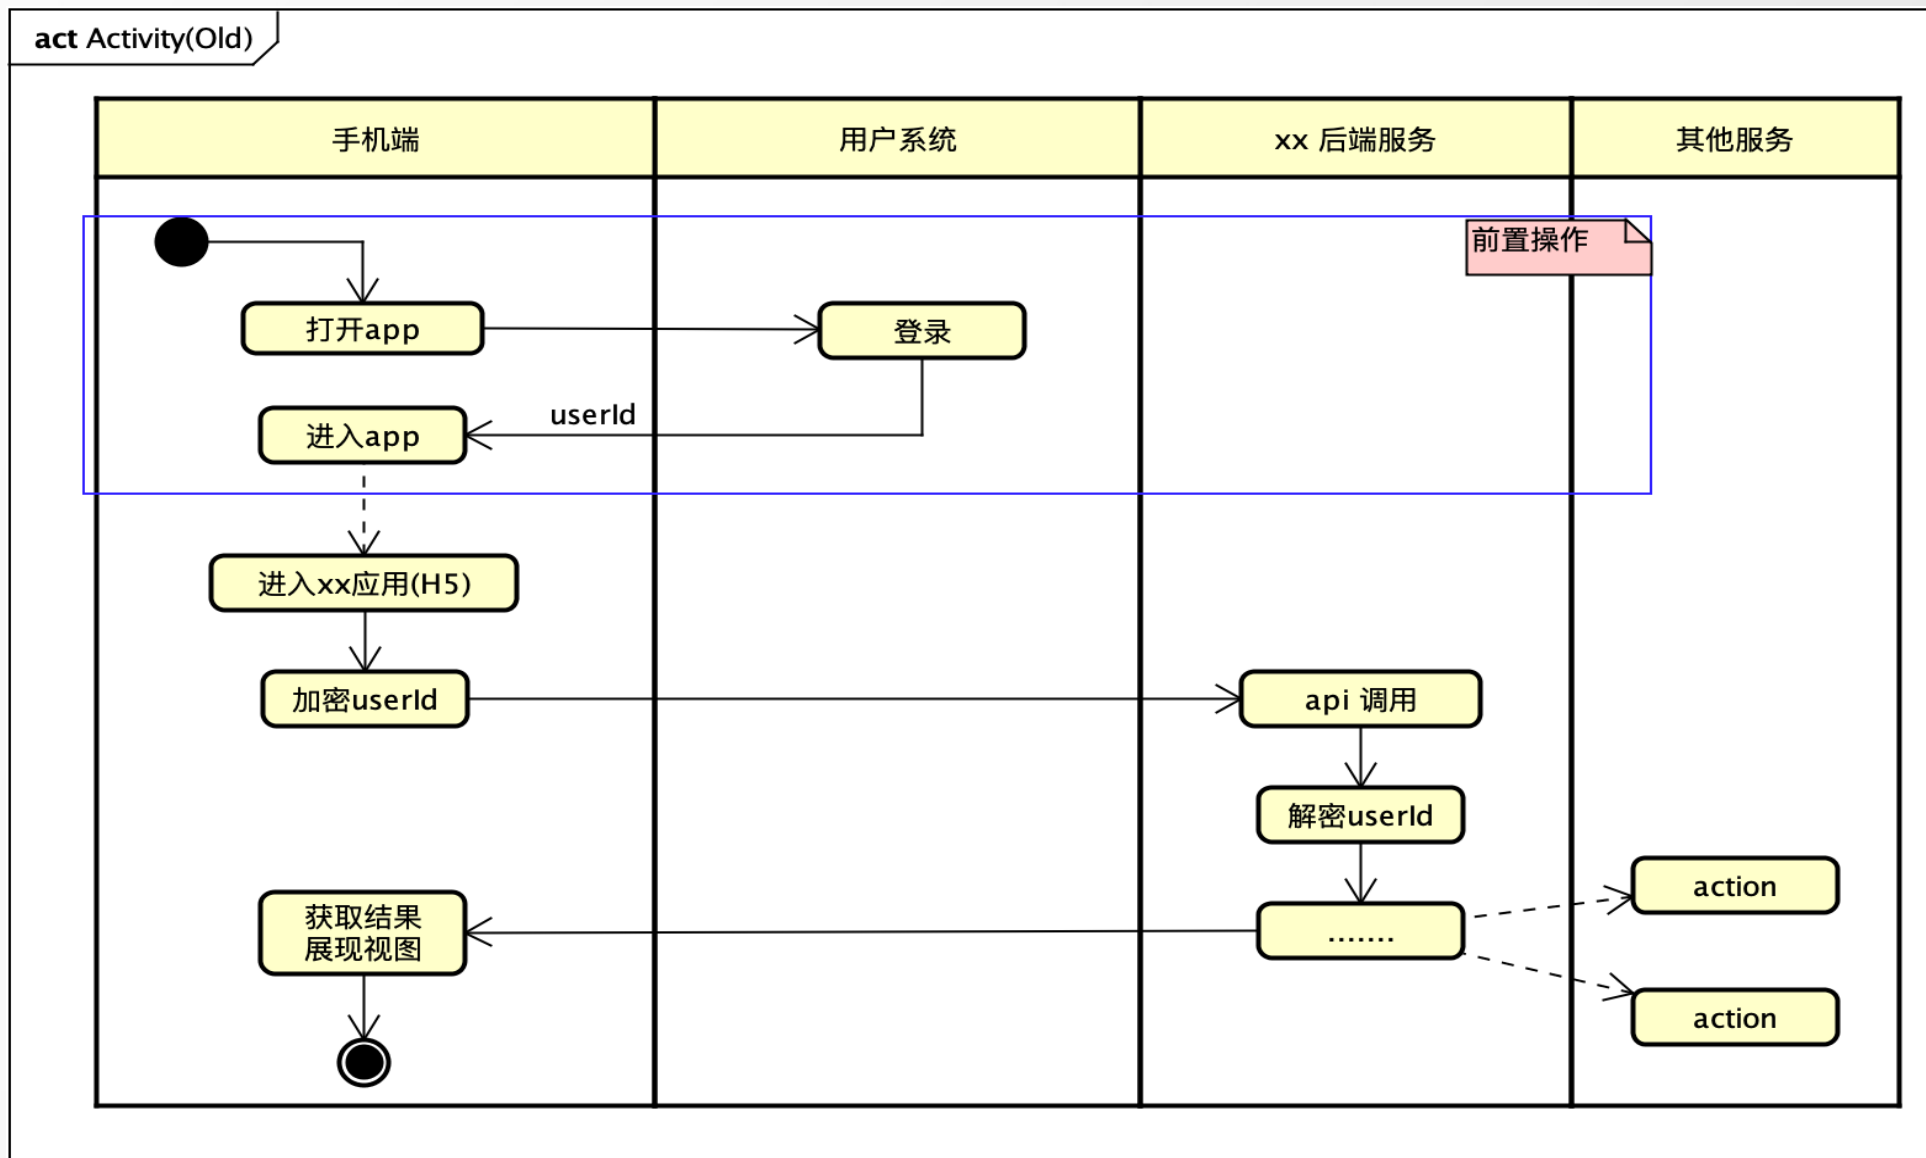 act Activity(Old)
手机端
用户系统
xx 后端服务
其他服务
前置操作
打开app
登录
userId
进入app
进入xx应用(H5)
加密userId
api 调用
解密userId
action
获取结果
展现视图
.......
action